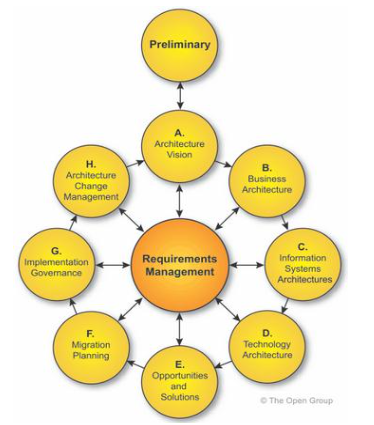 Preliminary
A.
Architecture
Vision
H.
Architecture
Change
Management
B.
Business
Architecture
G.
Implementation
Governance
Requirements
Management
C.
Information
Systems
Architectures
F.
Migration
Planning
D.
Technology
Architecture
E.
Opportunities
and
Solutions
© The Open Group